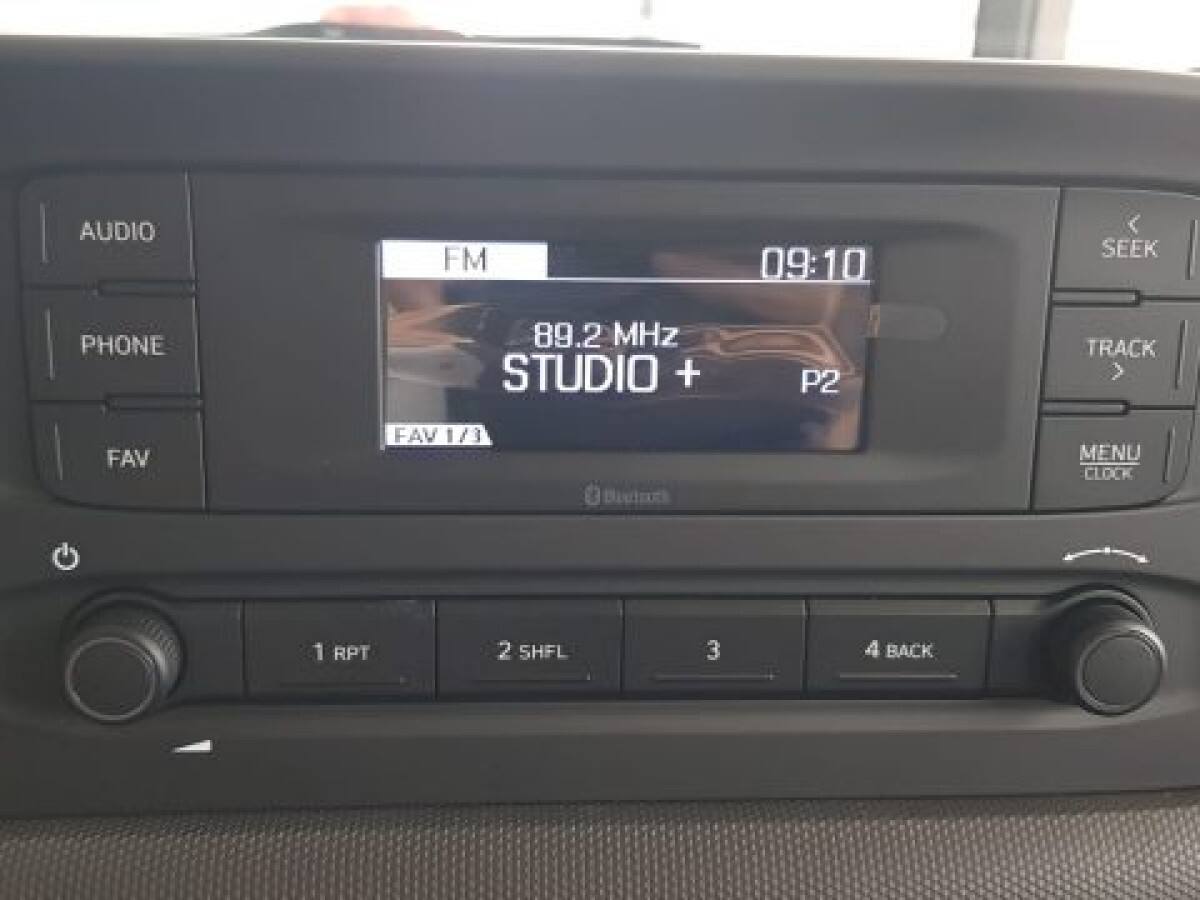 AUDIO
PHONE
FAV
FM 09:10
89.2 MHz
STUDIO + P2
FAV 1/3
Bluetooth
< SEEK
TRACK >
MENU
CLOCK
1 RPT
2 SHFL
3
4 BACK